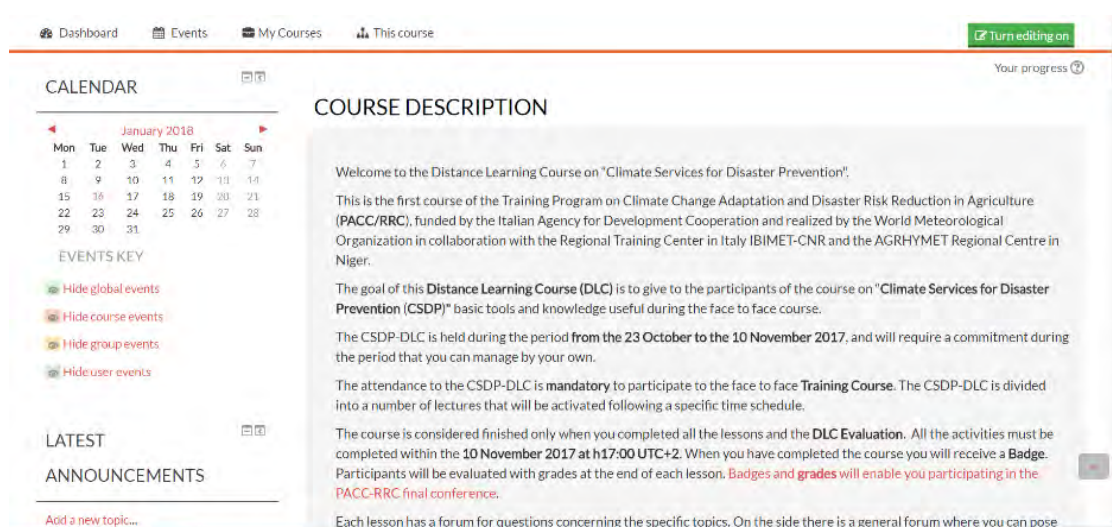 Dashboard Events My Courses This course Turn editing on
Your progress
CALENDAR
January 2018
Mon Tue Wed Thu Fri Sat Sun
1 2 3 4 5 6 7
8 9 10 11 12 13 14
15 16 17 18 19 20 21
22 23 24 25 26 27 28
29 30 31
EVENTS KEY
Hide global events
Hide course events
Hide group events
Hide user events
LATEST
ANNOUNCEMENTS
Add a new topic...
COURSE DESCRIPTION
Welcome to the Distance Learning Course on "Climate Services for Disaster Prevention".
This is the first course of the Training Program on Climate Change Adaptation and Disaster Risk Reduction in Agriculture
(PACC/RRC), funded by the Italian Agency for Development Cooperation and realized by the World Meteorological
Organization in collaboration with the Regional Training Center in Italy IBIMET-CNR and the AGRHYMET Regional Centre in
Niger.
The goal of this Distance Learning Course (DLC) is to give to the participants of the course on "Climate Services for Disaster
Prevention (CSDP)" basic tools and knowledge useful during the face to face course.
The CSDP-DLC is held during the period from the 23 October to the 10 November 2017, and will require a commitment during
the period that you can manage by your own.
The attendance to the CSDP-DLC is mandatory to participate to the face to face Training Course. The CSDP-DLC is divided
into a number of lectures that will be activated following a specific time schedule.
The course is considered finished only when you completed all the lessons and the DLC Evaluation. All the activities must be
completed within the 10 November 2017 at h17:00 UTC+2. When you have completed the course you will receive a Badge.
Participants will be evaluated with grades at the end of each lesson. Badges and grades will enable you participating in the
PACC-RRC final conference.
Each lesson has a forum for questions concerning the specific topics. On the side there is a general forum where you can pose